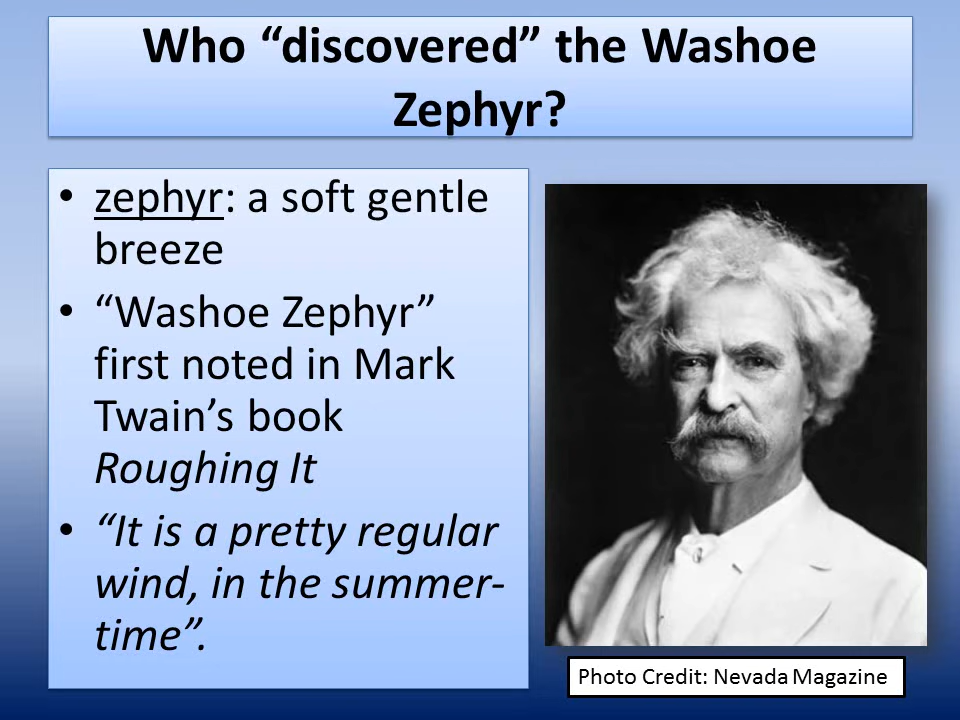 Who “discovered” the Washoe
Zephyr?
• zephyr: a soft gentle
breeze
• “Washoe Zephyr”
first noted in Mark
Twain’s book
Roughing It
• “It is a pretty regular
wind, in the summer-
time”.
Photo Credit: Nevada Magazine